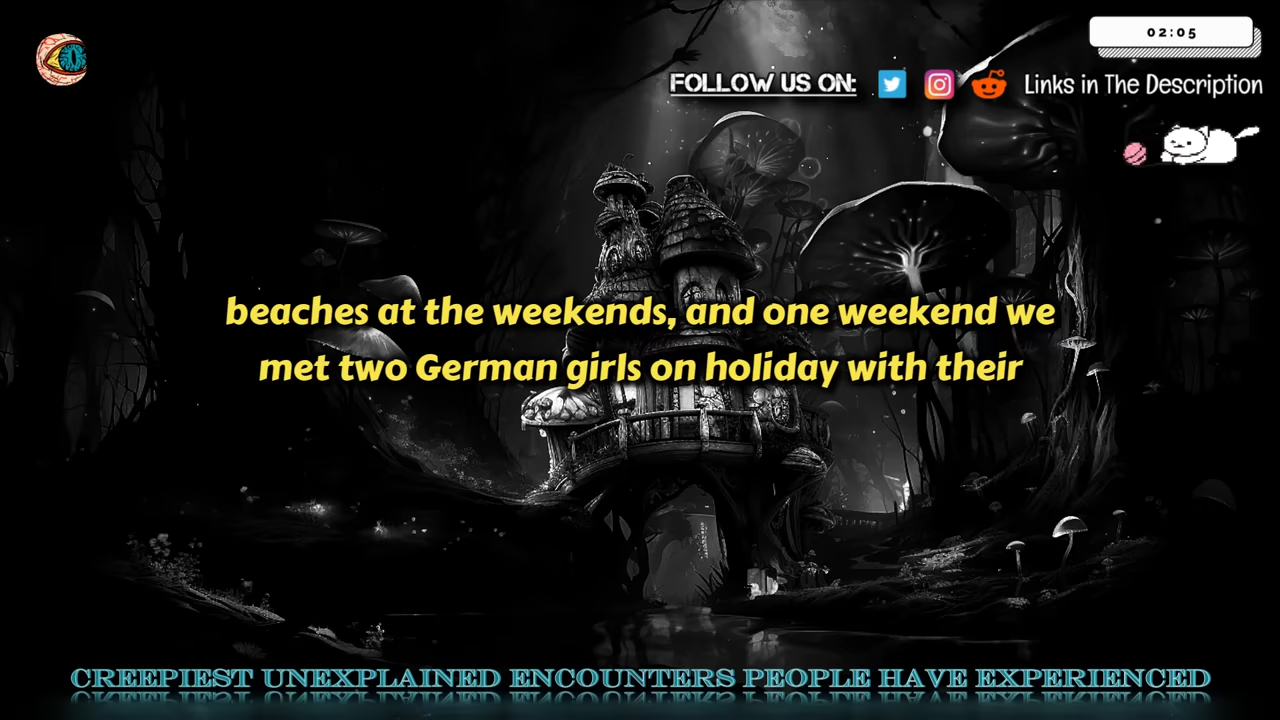 02:05
FOLLOW US ON: Links in The Description
beaches at the weekends, and one weekend we
met two German girls on holiday with their
CREEPIEST UNEXPLAINED ENCOUNTERS PEOPLE HAVE EXPERIENCED